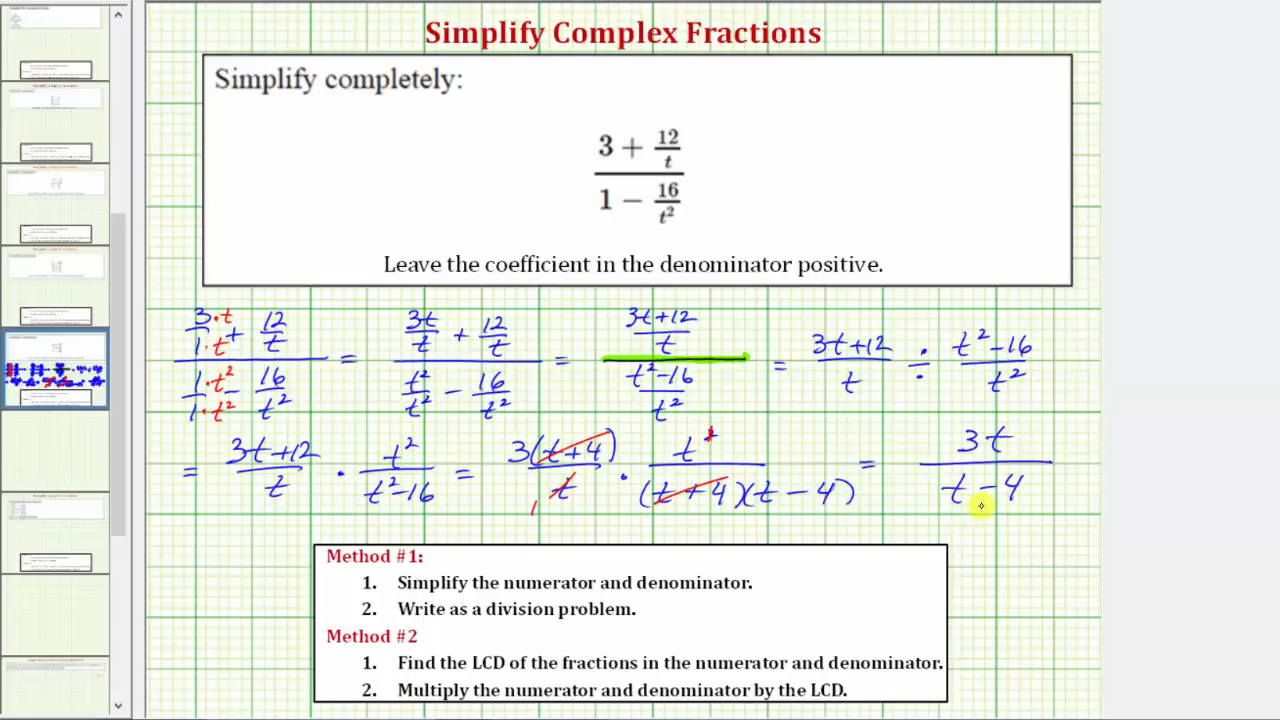 Simplify Complex Fractions
Simplify completely:
3 + 12/t
1 − 16/t²
Leave the coefficient in the denominator positive.
(3·t/1·t + 12/t)/(1·t²/1·t² − 16/t²) = (3t/t + 12/t)/(t²/t² − 16/t²) = ((3t+12)/t)/((t²−16)/t²) = (3t+12)/t ÷ (t²−16)/t²
= (3t+12)/t · t²/(t²−16) = 3(t+4)/t · t²/((t+4)(t−4)) = 3t/(t−4)
1
Method #1:
1. Simplify the numerator and denominator.
2. Write as a division problem.
Method #2
1. Find the LCD of the fractions in the numerator and denominator.
2. Multiply the numerator and denominator by the LCD.